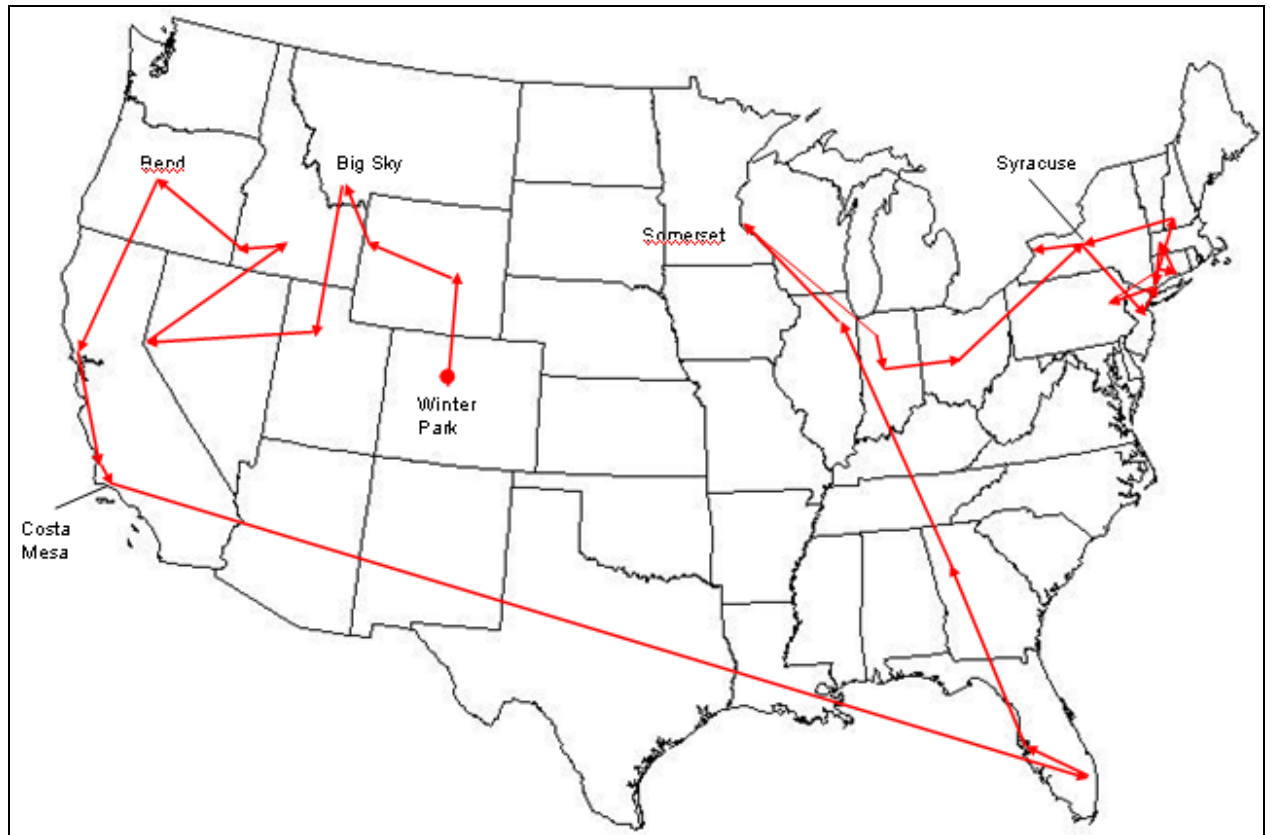 Bend
Big Sky
Syracuse
Somerset
Winter
Park
Costa
Mesa